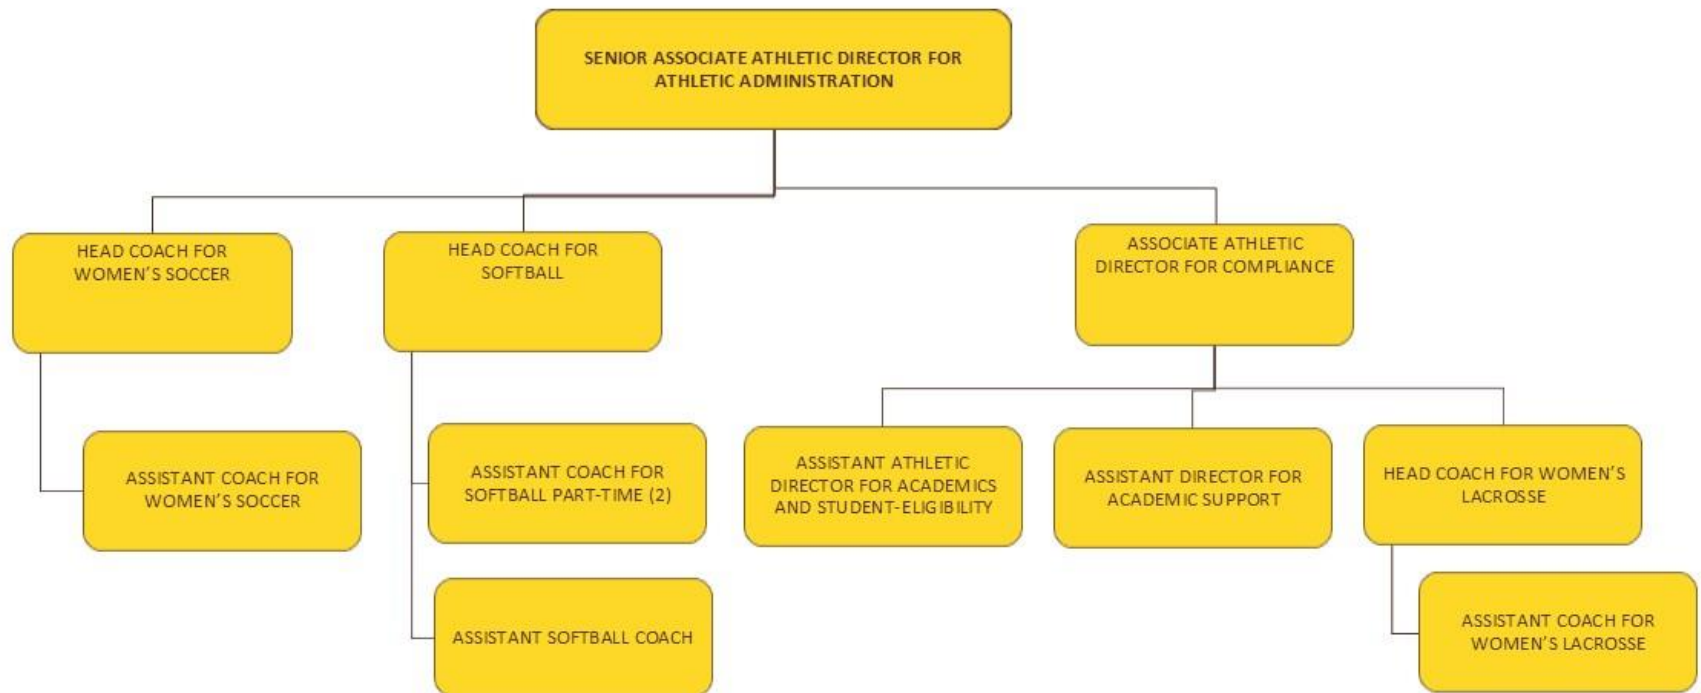 SENIOR ASSOCIATE ATHLETIC DIRECTOR FOR
ATHLETIC ADMINISTRATION
HEAD COACH FOR
WOMEN’S SOCCER
HEAD COACH FOR
SOFTBALL
ASSOCIATE ATHLETIC
DIRECTOR FOR COMPLIANCE
ASSISTANT COACH FOR
WOMEN’S SOCCER
ASSISTANT COACH FOR
SOFTBALL PART-TIME (2)
ASSISTANT ATHLETIC
DIRECTOR FOR ACADEMICS
AND STUDENT-ELIGIBILITY
ASSISTANT DIRECTOR FOR
ACADEMIC SUPPORT
HEAD COACH FOR WOMEN’S
LACROSSE
ASSISTANT SOFTBALL COACH
ASSISTANT COACH FOR
WOMEN’S LACROSSE